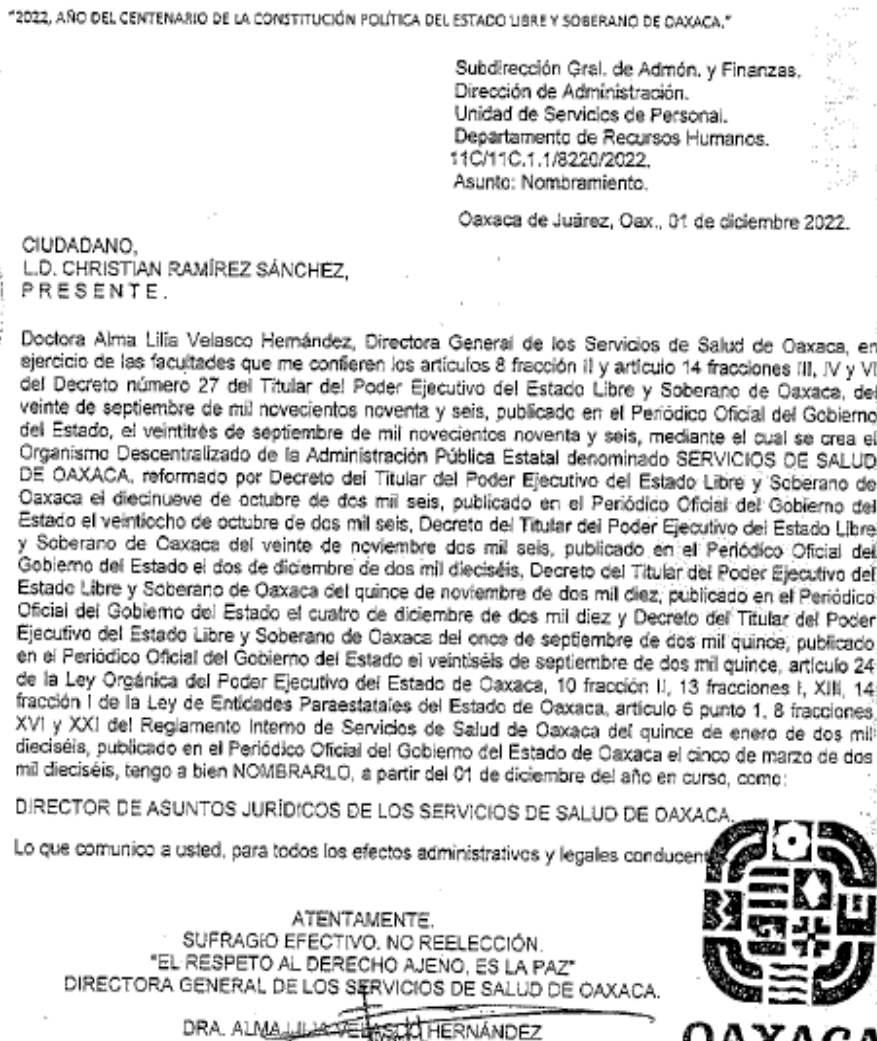 "2022, AÑO DEL CENTENARIO DE LA CONSTITUCIÓN POLÍTICA DEL ESTADO LIBRE Y SOBERANO DE OAXACA."
Subdirección Gral. de Admón. y Finanzas.
Dirección de Administración.
Unidad de Servicios de Personal.
Departamento de Recursos Humanos.
11C/11C.1.1/8220/2022.
Asunto: Nombramiento.
Oaxaca de Juárez, Oax., 01 de diciembre 2022.
CIUDADANO,
L.D. CHRISTIAN RAMÍREZ SÁNCHEZ,
P R E S E N T E .
Doctora Alma Lilia Velasco Hernández, Directora General de los Servicios de Salud de Oaxaca, en
ejercicio de las facultades que me confieren los artículos 8 fracción II y artículo 14 fracciones III, IV y VI
del Decreto número 27 del Titular del Poder Ejecutivo del Estado Libre y Soberano de Oaxaca, del
veinte de septiembre de mil novecientos noventa y seis, publicado en el Periódico Oficial del Gobierno
del Estado, el veintitrés de septiembre de mil novecientos noventa y seis, mediante el cual se crea el
Organismo Descentralizado de la Administración Pública Estatal denominado SERVICIOS DE SALUD
DE OAXACA, reformado por Decreto del Titular del Poder Ejecutivo del Estado Libre y Soberano de
Oaxaca el diecinueve de octubre de dos mil seis, publicado en el Periódico Oficial del Gobierno del
Estado el veintiocho de octubre de dos mil seis, Decreto del Titular del Poder Ejecutivo del Estado Libre
y Soberano de Oaxaca del veinte de noviembre dos mil seis, publicado en el Periódico Oficial del
Gobierno del Estado el dos de diciembre de dos mil dieciséis, Decreto del Titular del Poder Ejecutivo del
Estado Libre y Soberano de Oaxaca del quince de noviembre de dos mil diez, publicado en el Periódico
Oficial del Gobierno del Estado el cuatro de diciembre de dos mil diez y Decreto del Titular del Poder
Ejecutivo del Estado Libre y Soberano de Oaxaca del once de septiembre de dos mil quince, publicado
en el Periódico Oficial del Gobierno del Estado el veintiséis de septiembre de dos mil quince, artículo 24
de la Ley Orgánica del Poder Ejecutivo del Estado de Oaxaca, 10 fracción II, 13 fracciones I, XIII, 14
fracción I de la Ley de Entidades Paraestatales del Estado de Oaxaca, artículo 6 punto 1, 8 fracciones
XVI y XXI del Reglamento Interno de Servicios de Salud de Oaxaca del quince de enero de dos mil
dieciséis, publicado en el Periódico Oficial del Gobierno del Estado de Oaxaca el cinco de marzo de dos
mil dieciséis, tengo a bien NOMBRARLO, a partir del 01 de diciembre del año en curso, como:
DIRECTOR DE ASUNTOS JURÍDICOS DE LOS SERVICIOS DE SALUD DE OAXACA.
Lo que comunico a usted, para todos los efectos administrativos y legales conducent
ATENTAMENTE.
SUFRAGIO EFECTIVO. NO REELECCIÓN.
"EL RESPETO AL DERECHO AJENO, ES LA PAZ"
DIRECTORA GENERAL DE LOS SERVICIOS DE SALUD DE OAXACA.
DRA. ALMA LILIA VELASCO HERNÁNDEZ
OAXACA